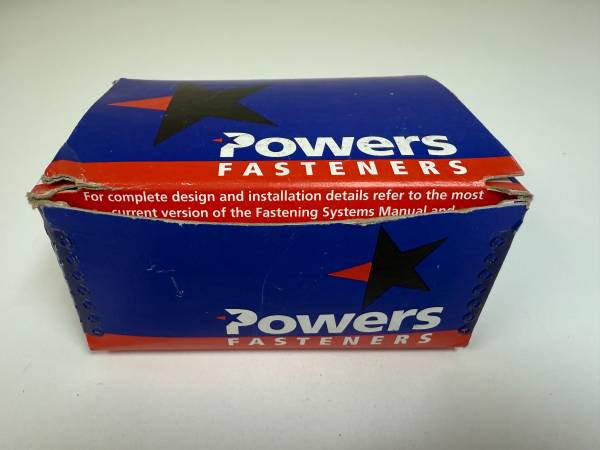 Powers
FASTENERS
For complete design and installation details refer to the most
current version of the Fastening Systems Manual and
Powers
FASTENERS